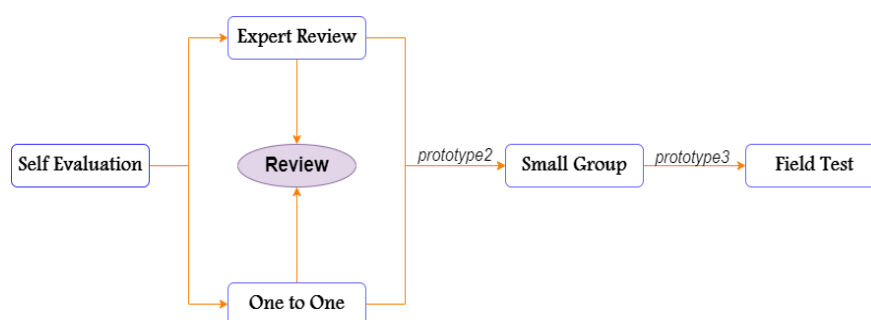 Expert Review
Self Evaluation
Review
prototype2
Small Group
prototype3
Field Test
One to One